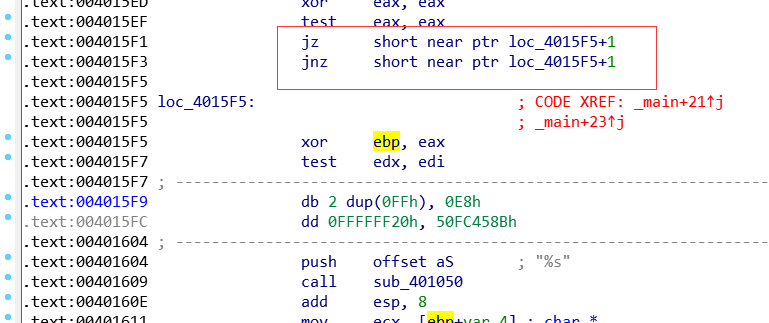 .text:004015ED xor eax, eax
.text:004015EF test eax, eax
.text:004015F1 jz short near ptr loc_4015F5+1
.text:004015F3 jnz short near ptr loc_4015F5+1
.text:004015F5
.text:004015F5 loc_4015F5: ; CODE XREF: _main+21↑j
.text:004015F5 ; _main+23↑j
.text:004015F5 xor ebp, eax
.text:004015F7 test edx, edi
.text:004015F7 ; ---------------------------------------------------------------------------
.text:004015F9 db 2 dup(0FFh), 0E8h
.text:004015FC dd 0FFFFFF20h, 50FC458Bh
.text:00401604 ; ---------------------------------------------------------------------------
.text:00401604 push offset aS ; "%s"
.text:00401609 call sub_401050
.text:0040160E add esp, 8
.text:00401611 mov ecx, [ebp+var_4] ; char *